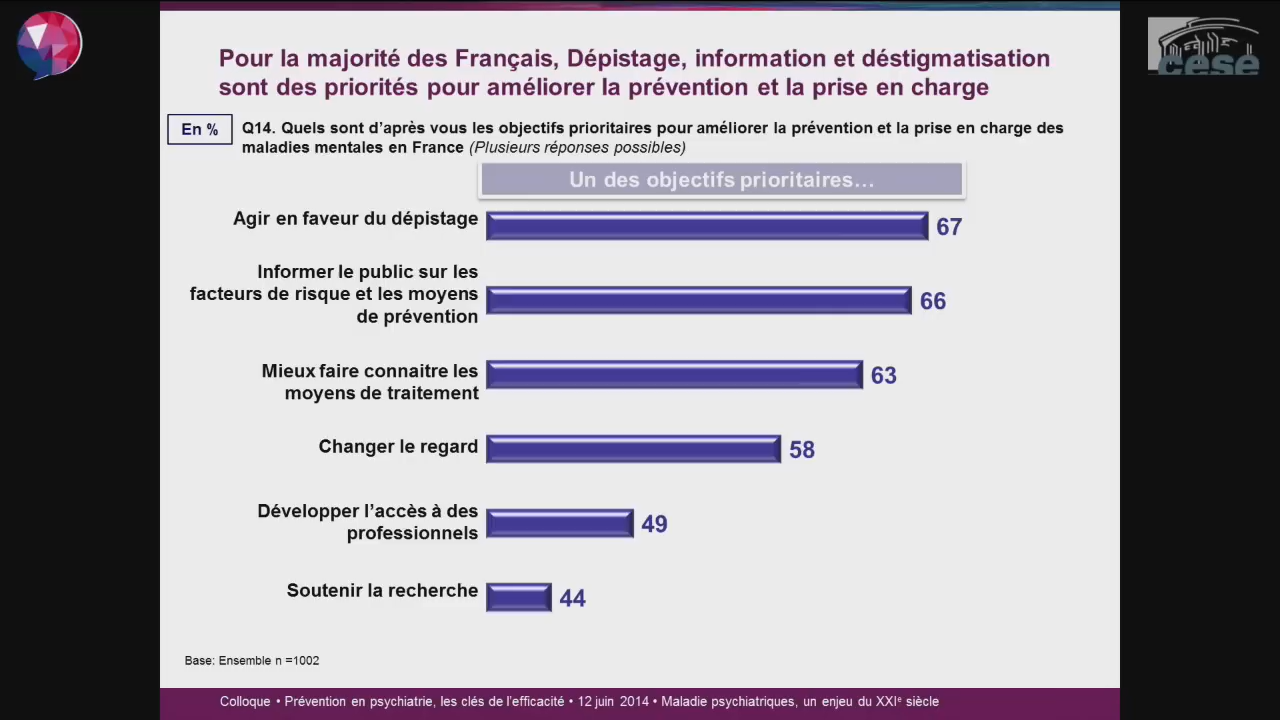 Pour la majorité des Français, Dépistage, information et déstigmatisation
sont des priorités pour améliorer la prévention et la prise en charge
En %
Q14. Quels sont d'après vous les objectifs prioritaires pour améliorer la prévention et la prise en charge des
maladies mentales en France (Plusieurs réponses possibles)
Un des objectifs prioritaires…
Agir en faveur du dépistage
67
Informer le public sur les
facteurs de risque et les moyens
de prévention
66
Mieux faire connaitre les
moyens de traitement
63
Changer le regard
58
Développer l'accès à des
professionnels
49
Soutenir la recherche
44
Base: Ensemble n =1002
Colloque • Prévention en psychiatrie, les clés de l'efficacité • 12 juin 2014 • Maladie psychiatriques, un enjeu du XXIe siècle
cese